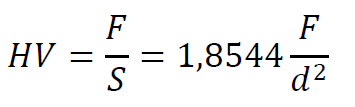 HV = F/S = 1,8544 F/d²